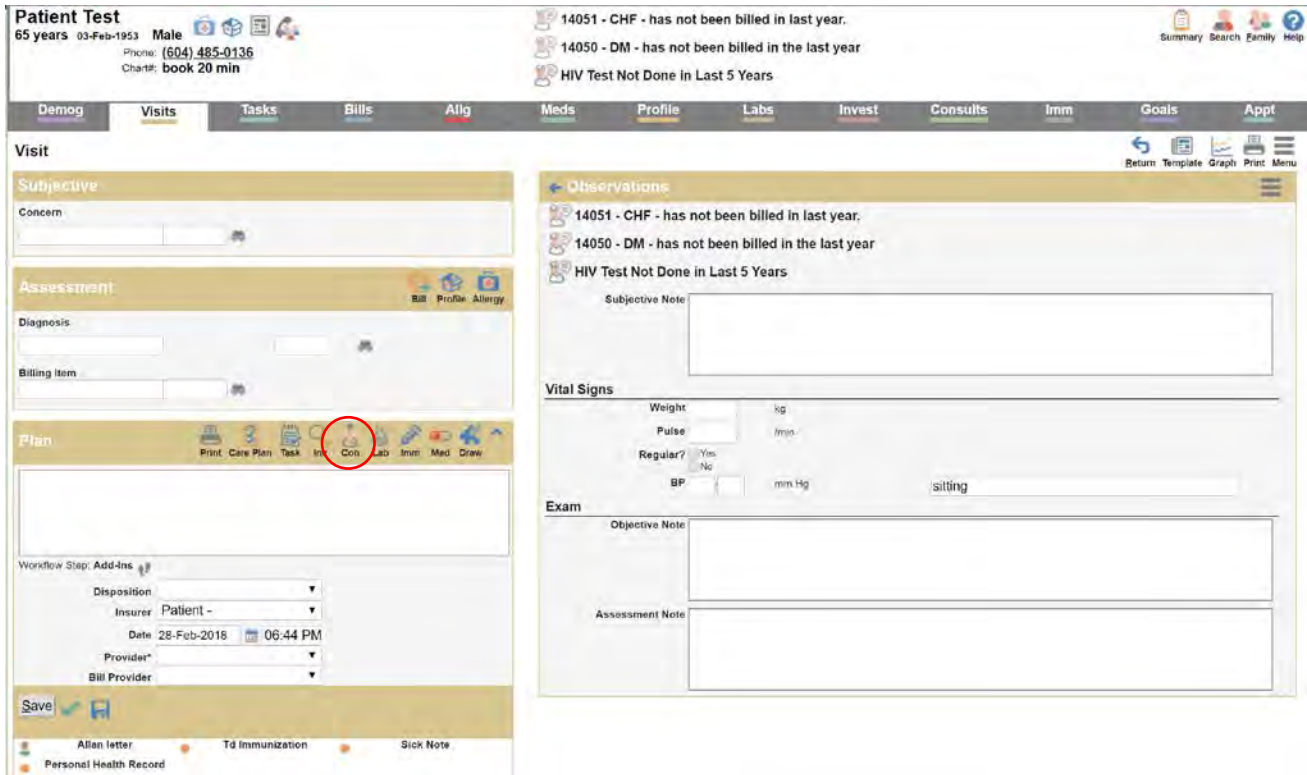 Patient Test
65 years 03-Feb-1953 Male
Phone: (604) 485-0136
Chart#: book 20 min
14051 - CHF - has not been billed in last year.
14050 - DM - has not been billed in the last year
HIV Test Not Done in Last 5 Years
Summary Search Family Help
Demog Visits Tasks Bills Allg Meds Profile Labs Invest Consults Imm Goals Appt
Visit
Return Template Graph Print Menu
Subjective
Concern
Assessment
Bill Profile Allergy
Diagnosis
Billing Item
Plan
Print Care Plan Task Inv Con Lab Imm Med Draw
Workflow Step: Add-Ins
Disposition
Insurer Patient -
Date 28-Feb-2018 06:44 PM
Provider*
Bill Provider
Save
Allan letter Td Immunization Sick Note
Personal Health Record
Observations
14051 - CHF - has not been billed in last year.
14050 - DM - has not been billed in the last year
HIV Test Not Done in Last 5 Years
Subjective Note
Vital Signs
Weight kg
Pulse /min
Regular? Yes
No
BP mm Hg sitting
Exam
Objective Note
Assessment Note